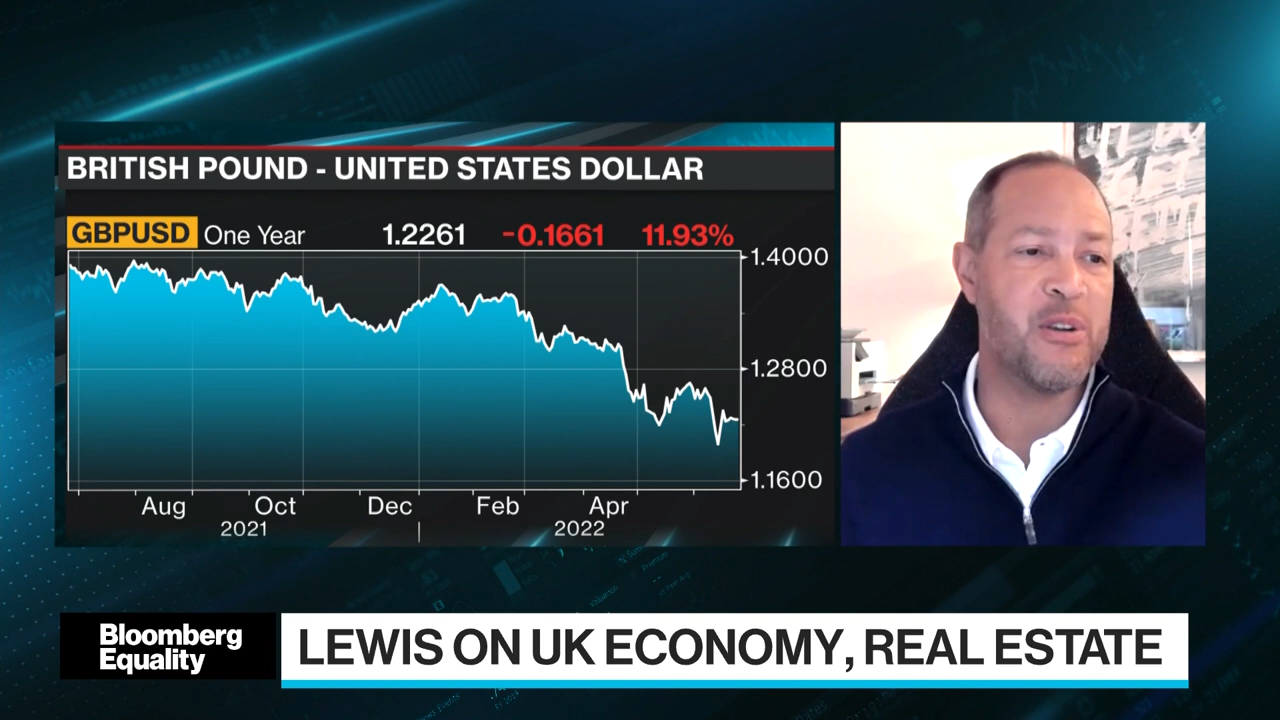 BRITISH POUND - UNITED STATES DOLLAR
GBPUSD One Year 1.2261 -0.1661 11.93%
1.4000
1.2800
1.1600
Aug Oct Dec Feb Apr
2021 2022
Bloomberg
Equality
LEWIS ON UK ECONOMY, REAL ESTATE